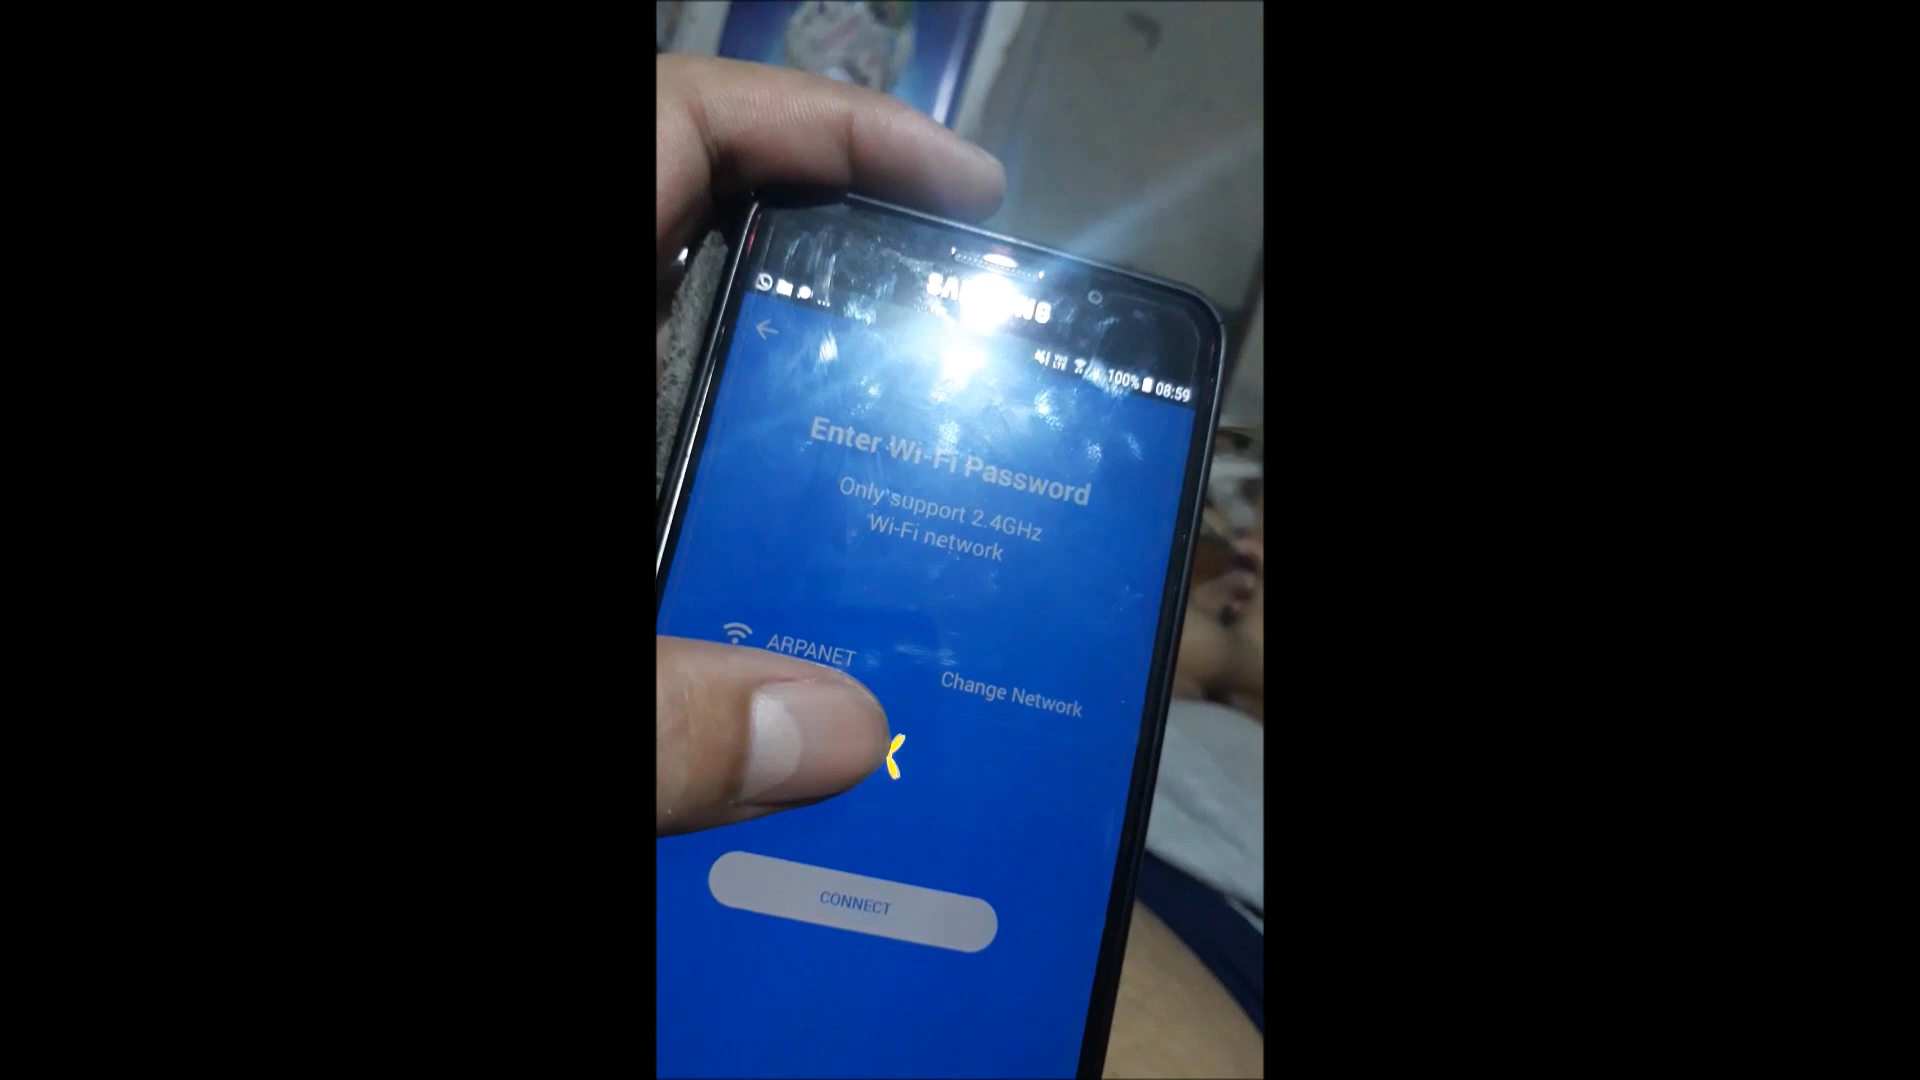 SAMSUNG
100% 08:59
Enter Wi-Fi Password
Only support 2.4GHz
Wi-Fi network
ARPANET
Change Network
CONNECT